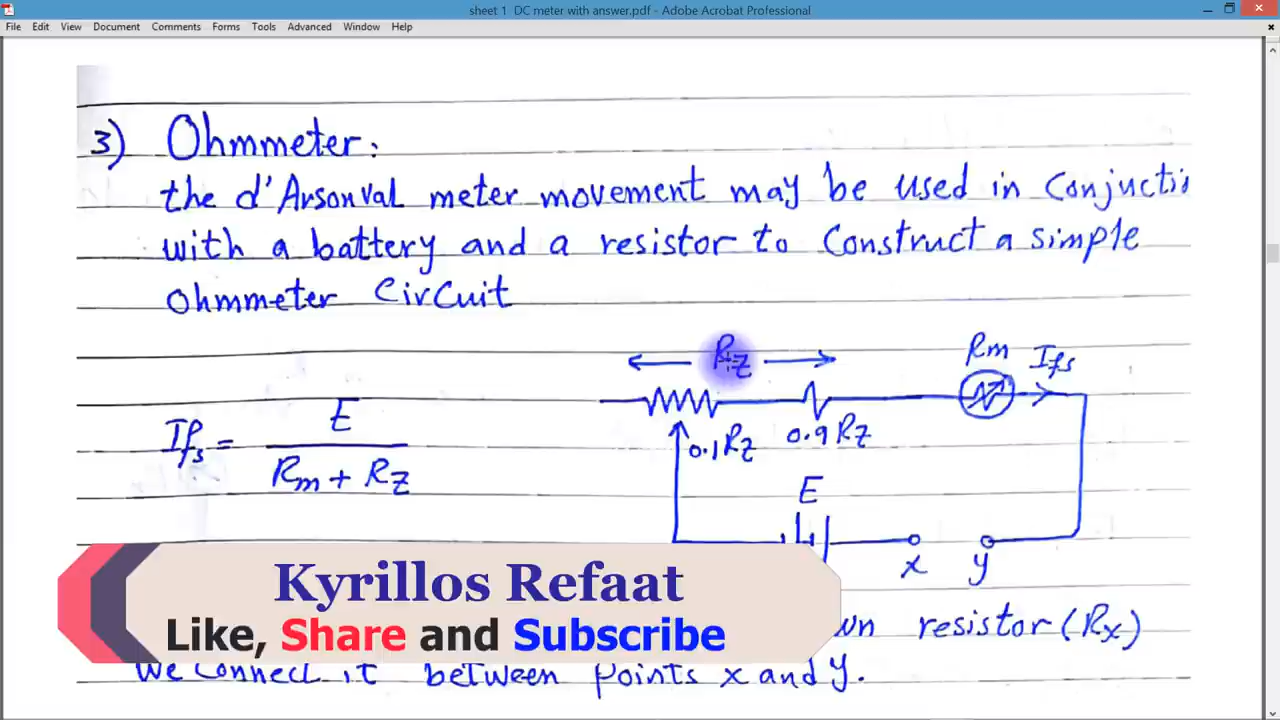 sheet 1 DC meter with answer.pdf - Adobe Acrobat Professional
File Edit View Document Comments Forms Tools Advanced Window Help
3) Ohmmeter:
the d'Arsonval meter movement may be used in Conjuctio
with a battery and a resistor to Construct a simple
Ohmmeter Circuit
Rz
Rm Ifs
0.1Rz 0.9Rz
Ifs = E / Rm + Rz
E
x y
Kyrillos Refaat
Like, Share and Subscribe
resistor (Rx)
We connect it between points x and y.